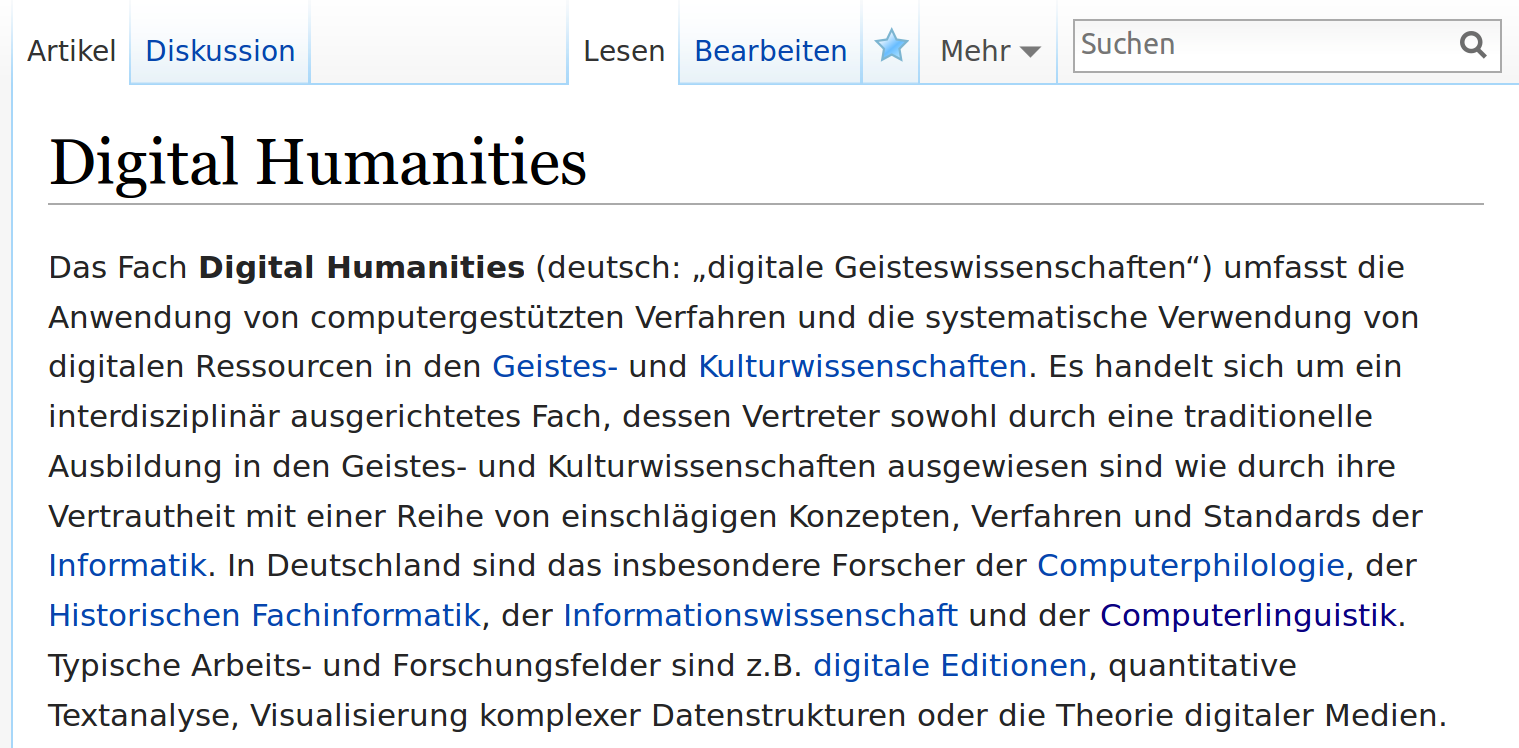 Artikel Diskussion Lesen Bearbeiten Mehr Suchen
Digital Humanities
Das Fach Digital Humanities (deutsch: „digitale Geisteswissenschaften“) umfasst die
Anwendung von computergestützten Verfahren und die systematische Verwendung von
digitalen Ressourcen in den Geistes- und Kulturwissenschaften. Es handelt sich um ein
interdisziplinär ausgerichtetes Fach, dessen Vertreter sowohl durch eine traditionelle
Ausbildung in den Geistes- und Kulturwissenschaften ausgewiesen sind wie durch ihre
Vertrautheit mit einer Reihe von einschlägigen Konzepten, Verfahren und Standards der
Informatik. In Deutschland sind das insbesondere Forscher der Computerphilologie, der
Historischen Fachinformatik, der Informationswissenschaft und der Computerlinguistik.
Typische Arbeits- und Forschungsfelder sind z.B. digitale Editionen, quantitative
Textanalyse, Visualisierung komplexer Datenstrukturen oder die Theorie digitaler Medien.